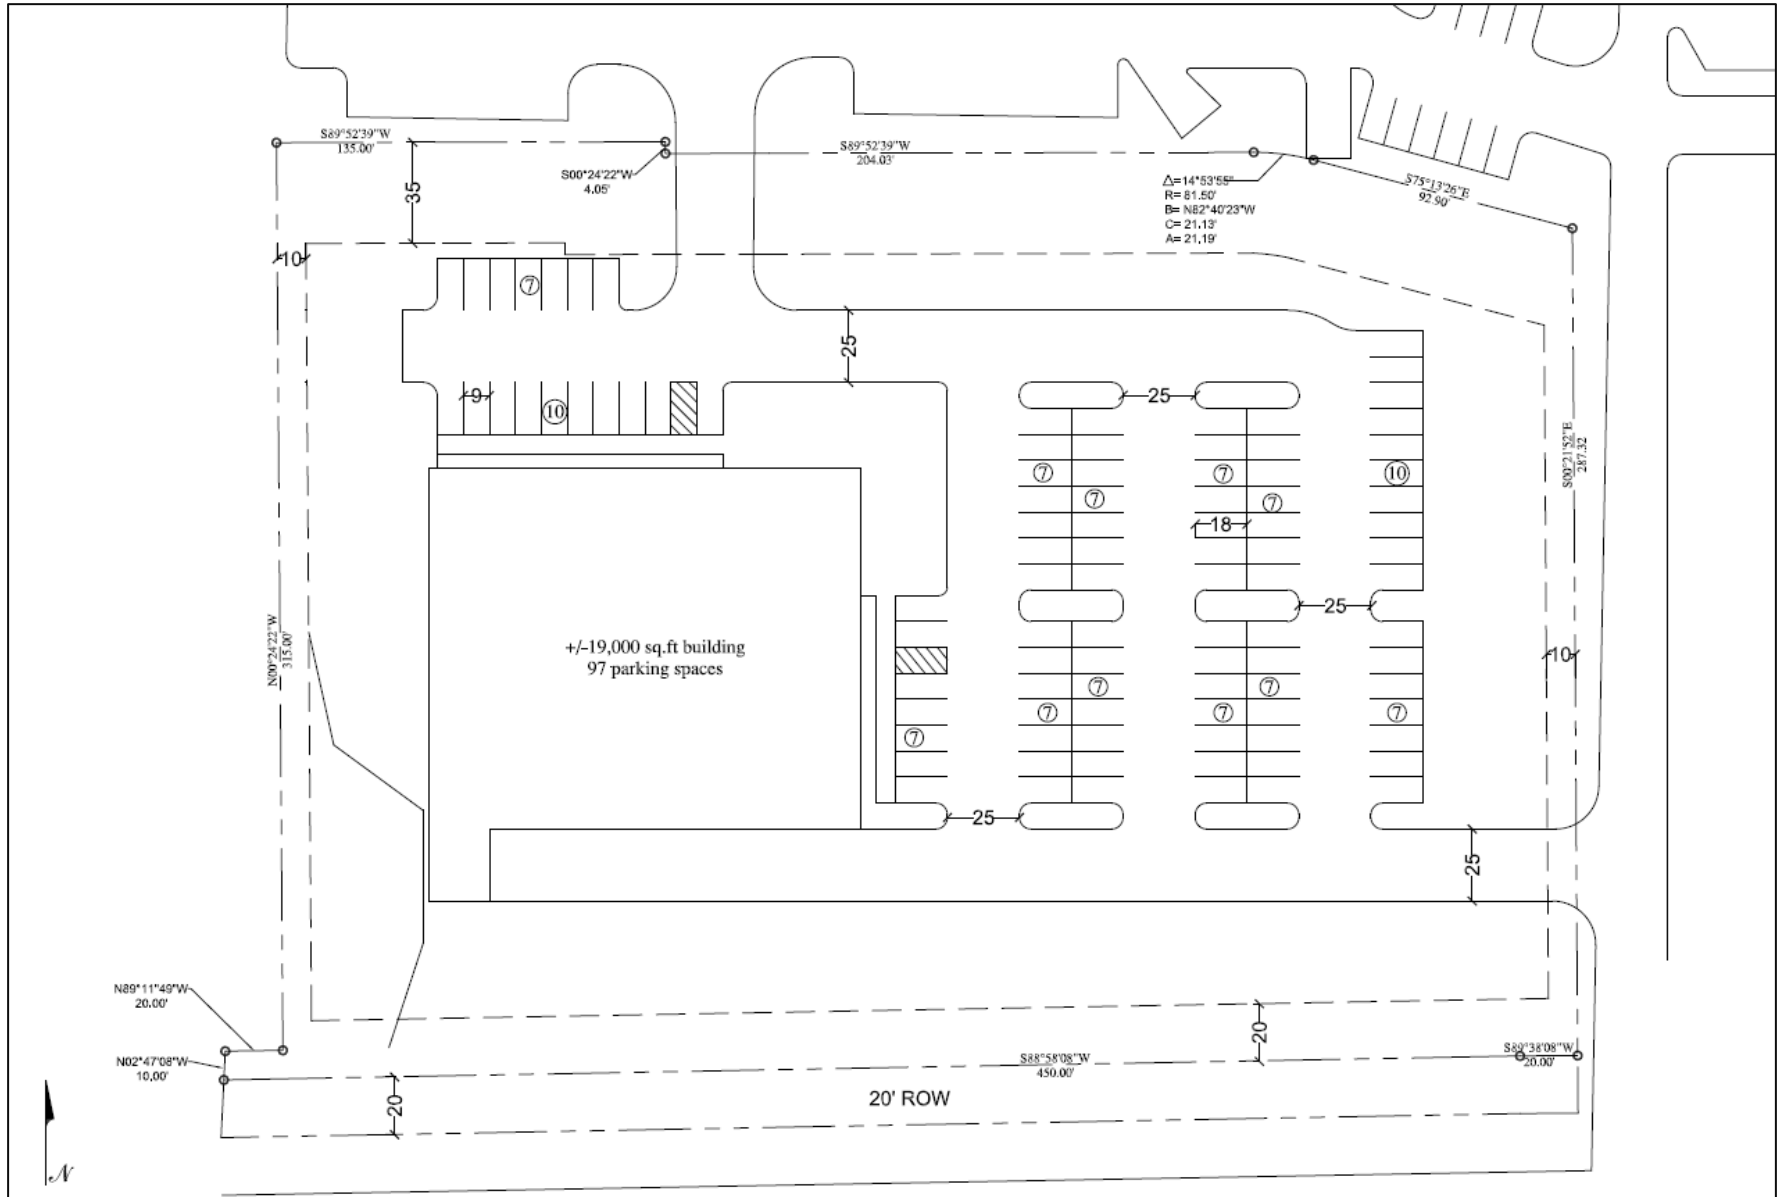 S89°52'39"W
135.00'
S89°52'39"W
204.03'
35
S00°24'22"W
4.05'
Δ=14°53'55"
R= 81.50'
B= N82°40'23"W
C= 21.13'
A= 21.19'
S75°13'26"E
92.90'
10
7
25
9
10
25
7
7
7
7
10
S00°21'52"E
287.32
18
25
N00°24'22"W
315.00'
+/-19,000 sq.ft building
97 parking spaces
10
7
7
7
7
7
7
25
25
N89°11'49"W
20.00'
N02°47'08"W
10.00'
20
S88°58'08"W
450.00'
S89°38'08"W
20.00'
20
20' ROW
N